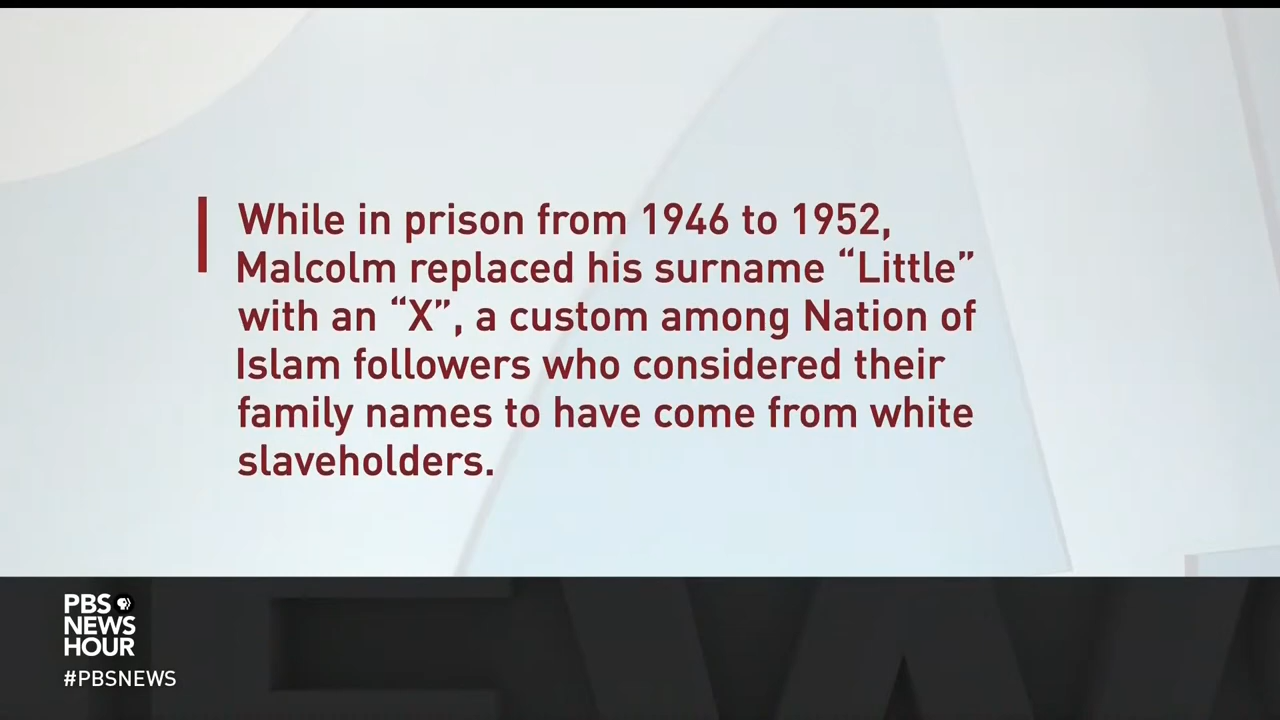 While in prison from 1946 to 1952,
Malcolm replaced his surname “Little”
with an “X”, a custom among Nation of
Islam followers who considered their
family names to have come from white
slaveholders.
PBS
NEWS
HOUR
#PBSNEWS